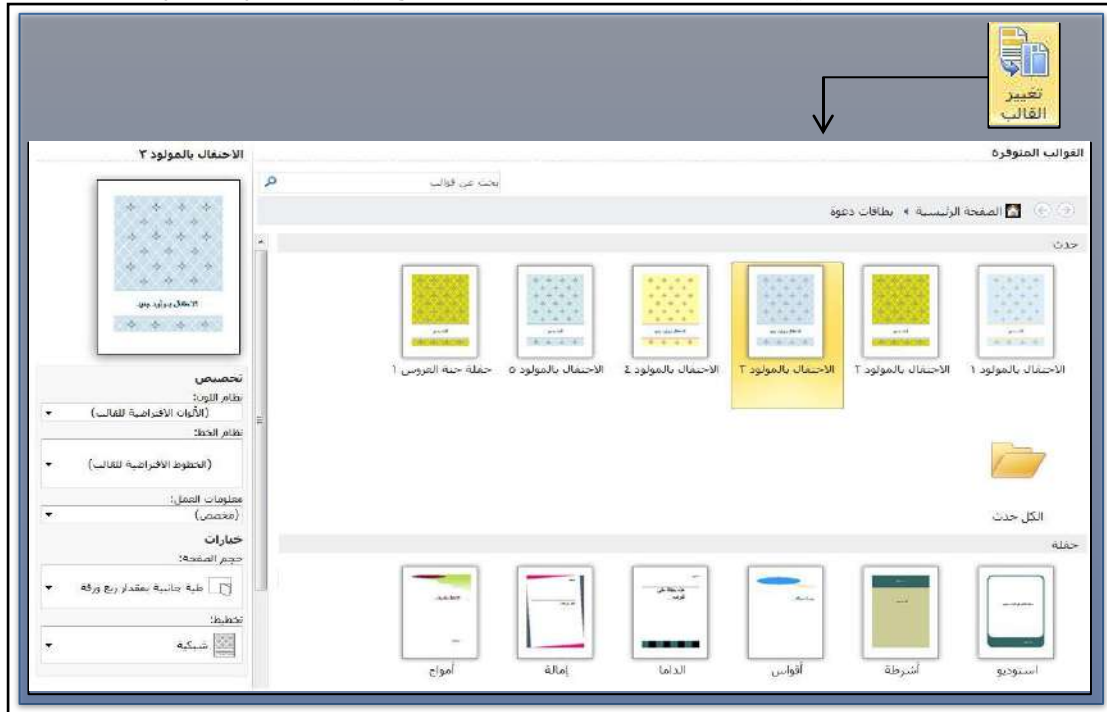 تغيير
القالب
القوالب المتوفرة
بحث عن قوالب
الصفحة الرئيسية
بطاقات دعوة
حدث
الاحتفال بالمولود ١
الاحتفال بالمولود ٢
الاحتفال بالمولود ٣
الاحتفال بالمولود ٤
الاحتفال بالمولود ٥
حفلة حنة العروس ١
الكل حدث
حفلة
استوديو
أشرطة
أقواس
الداما
إمالة
أمواج
الاحتفال بالمولود ٣
تخصيص
نظام اللون:
(الألوان الافتراضية للقالب)
نظام الخط:
(الخطوط الافتراضية للقالب)
معلومات العمل:
(مخصص)
خيارات
حجم الصفحة:
طية جانبية بمقدار ربع ورقة
تخطيط:
شبكية